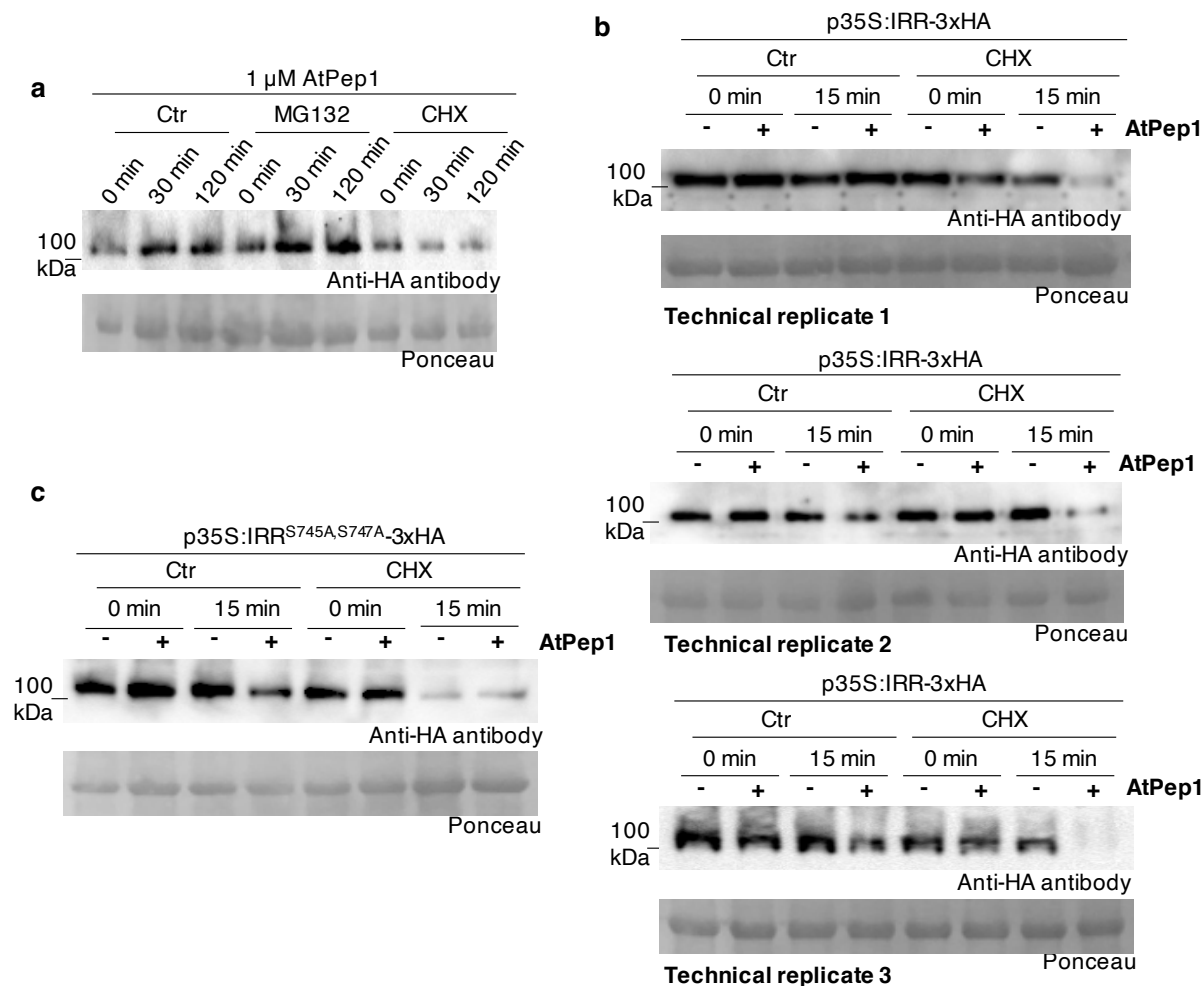 a
1 µM AtPep1
Ctr MG132 CHX
0 min 30 min 120 min 0 min 30 min 120 min 0 min 30 min 120 min
100
kDa
Anti-HA antibody
Ponceau
b
p35S:IRR-3xHA
Ctr CHX
0 min 15 min 0 min 15 min
- + - + - + - + AtPep1
100
kDa
Anti-HA antibody
Ponceau
Technical replicate 1
p35S:IRR-3xHA
Ctr CHX
0 min 15 min 0 min 15 min
- + - + - + - + AtPep1
100
kDa
Anti-HA antibody
Ponceau
Technical replicate 2
p35S:IRR-3xHA
Ctr CHX
0 min 15 min 0 min 15 min
- + - + - + - + AtPep1
100
kDa
Anti-HA antibody
Ponceau
Technical replicate 3
c
p35S:IRRS745A,S747A-3xHA
Ctr CHX
0 min 15 min 0 min 15 min
- + - + - + - + AtPep1
100
kDa
Anti-HA antibody
Ponceau